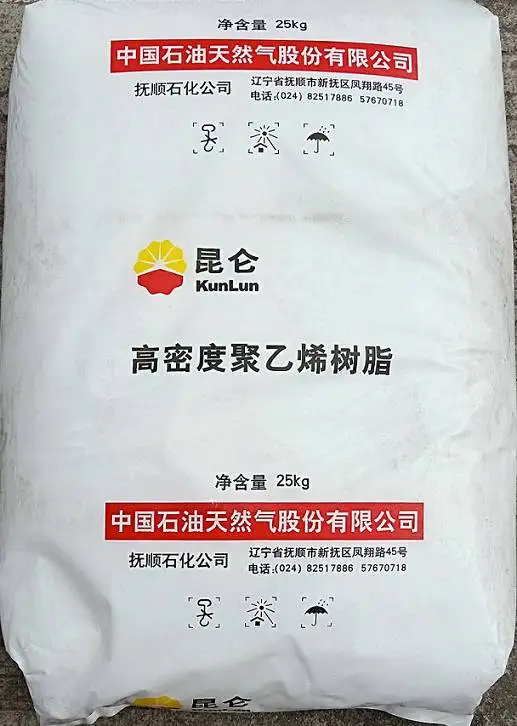 净含量 25kg
中国石油天然气股份有限公司
抚顺石化公司
辽宁省抚顺市新抚区凤翔路45号
电话:(024) 82517886 57670718
昆仑
KunLun
高密度聚乙烯树脂
净含量 25kg
中国石油天然气股份有限公司
抚顺石化公司
辽宁省抚顺市新抚区凤翔路45号
电话:(024) 82517886 57670718
昆仑